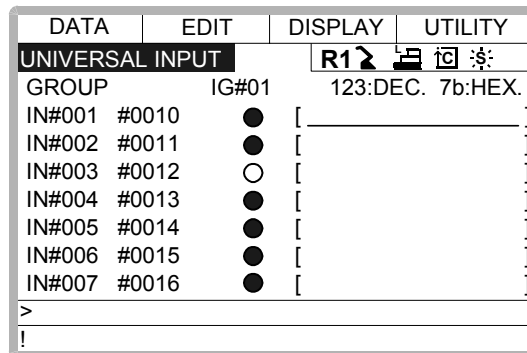 DATA EDIT DISPLAY UTILITY
UNIVERSAL INPUT R1 C S
GROUP IG#01 123:DEC. 7b:HEX.
IN#001 #0010 ● [ ____________________ ]
IN#002 #0011 ● [ ]
IN#003 #0012 ○ [ ]
IN#004 #0013 ● [ ]
IN#005 #0014 ● [ ]
IN#006 #0015 ● [ ]
IN#007 #0016 ● [ ]
>
!